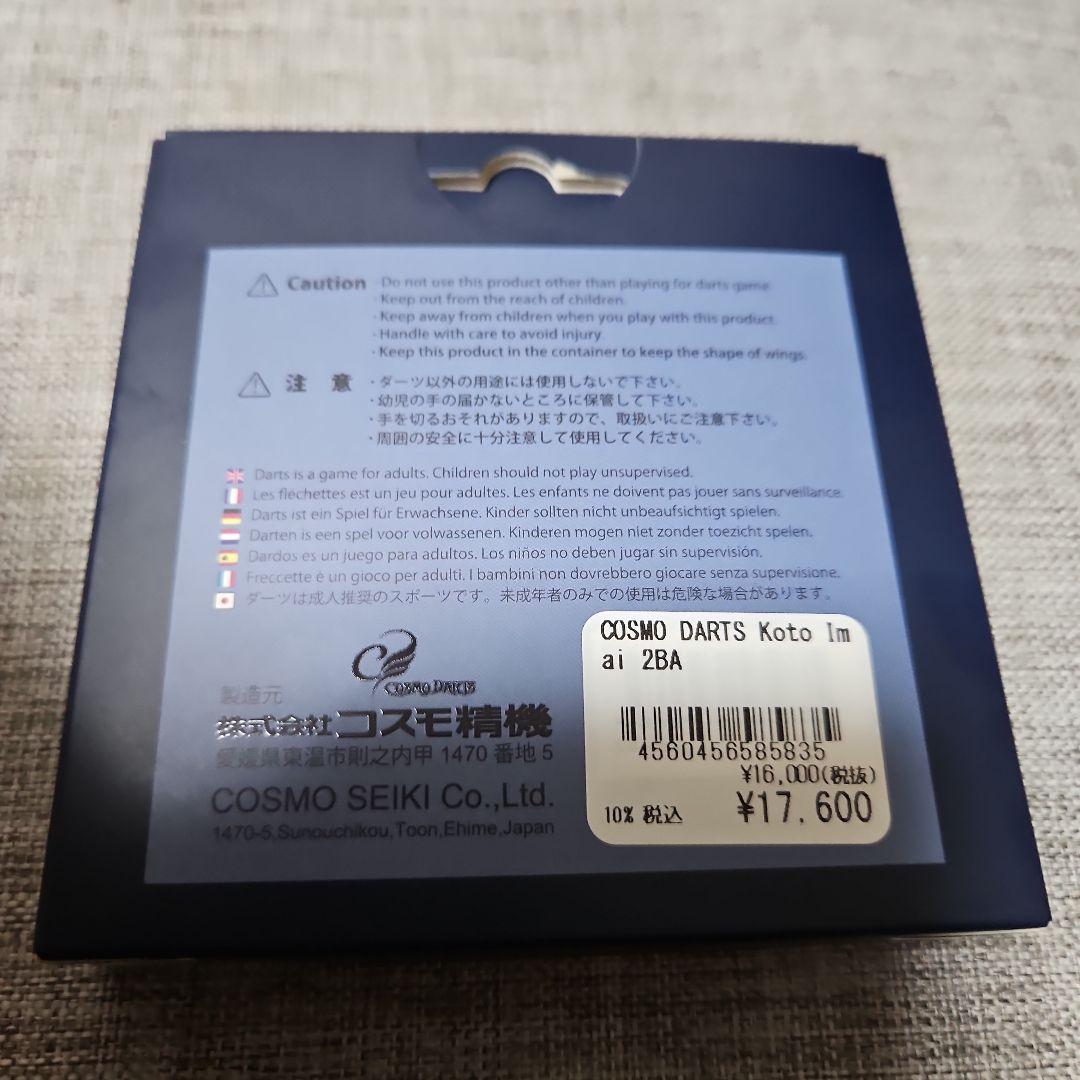 Caution ・Do not use this product other than playing for darts game.
・Keep out from the reach of children.
・Keep away from children when you play with this product.
・Handle with care to avoid injury.
・Keep this product in the container to keep the shape of wings.
注 意 ・ダーツ以外の用途には使用しないで下さい。
・幼児の手の届かないところに保管して下さい。
・手を切るおそれがありますので、取扱いにご注意下さい。
・周囲の安全に十分注意して使用してください。
Darts is a game for adults. Children should not play unsupervised.
Les fléchettes est un jeu pour adultes. Les enfants ne doivent pas jouer sans surveillance.
Darts ist ein Spiel für Erwachsene. Kinder sollten nicht unbeaufsichtigt spielen.
Darten is een spel voor volwassenen. Kinderen mogen niet zonder toezicht spelen.
Dardos es un juego para adultos. Los niños no deben jugar sin supervisión.
Freccette è un gioco per adulti. I bambini non dovrebbero giocare senza supervisione.
ダーツは成人推奨のスポーツです。未成年者のみでの使用は危険な場合があります。
COSMO DARTS
製造元
株式会社コスモ精機
愛媛県東温市則之内甲 1470 番地 5
COSMO SEIKI Co.,Ltd.
1470-5,Sunouchikou,Toon,Ehime,Japan
COSMO DARTS Koto Im
ai 2BA
4560456585835
¥16,000(税抜)
10% 税込 ¥17,600